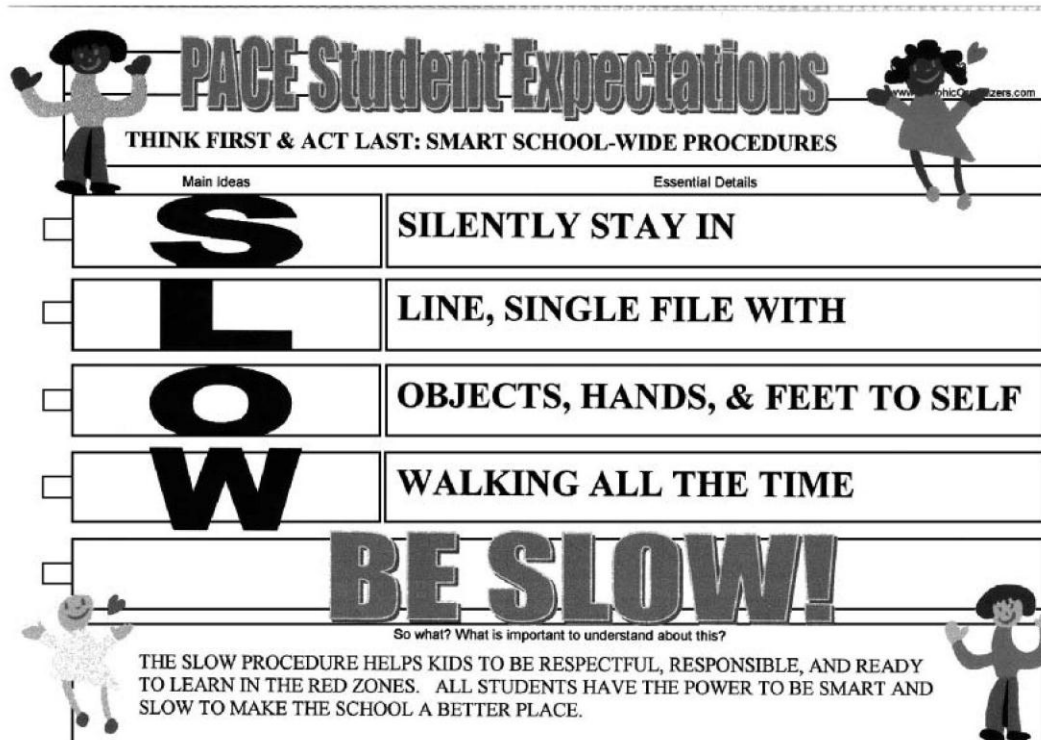 PACE Student Expectations
THINK FIRST & ACT LAST: SMART SCHOOL-WIDE PROCEDURES
Main Ideas
Essential Details
S
SILENTLY STAY IN
L
LINE, SINGLE FILE WITH
O
OBJECTS, HANDS, & FEET TO SELF
W
WALKING ALL THE TIME
BE SLOW!
So what? What is important to understand about this?
THE SLOW PROCEDURE HELPS KIDS TO BE RESPECTFUL, RESPONSIBLE, AND READY
TO LEARN IN THE RED ZONES. ALL STUDENTS HAVE THE POWER TO BE SMART AND
SLOW TO MAKE THE SCHOOL A BETTER PLACE.